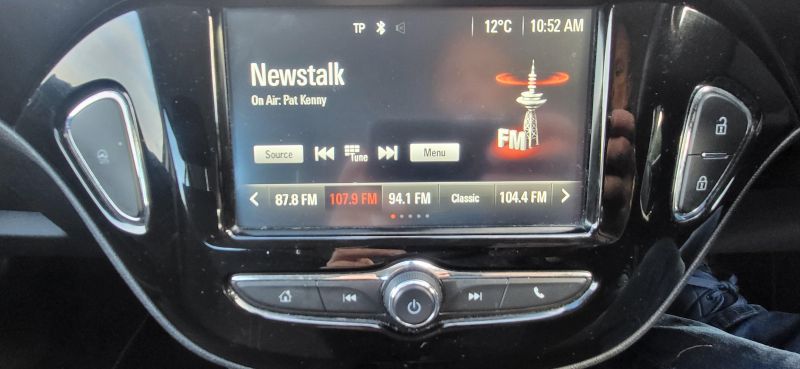 TP 12°C 10:52 AM
Newstalk
On Air: Pat Kenny
FM
Source Tune Menu
87.8 FM 107.9 FM 94.1 FM Classic 104.4 FM